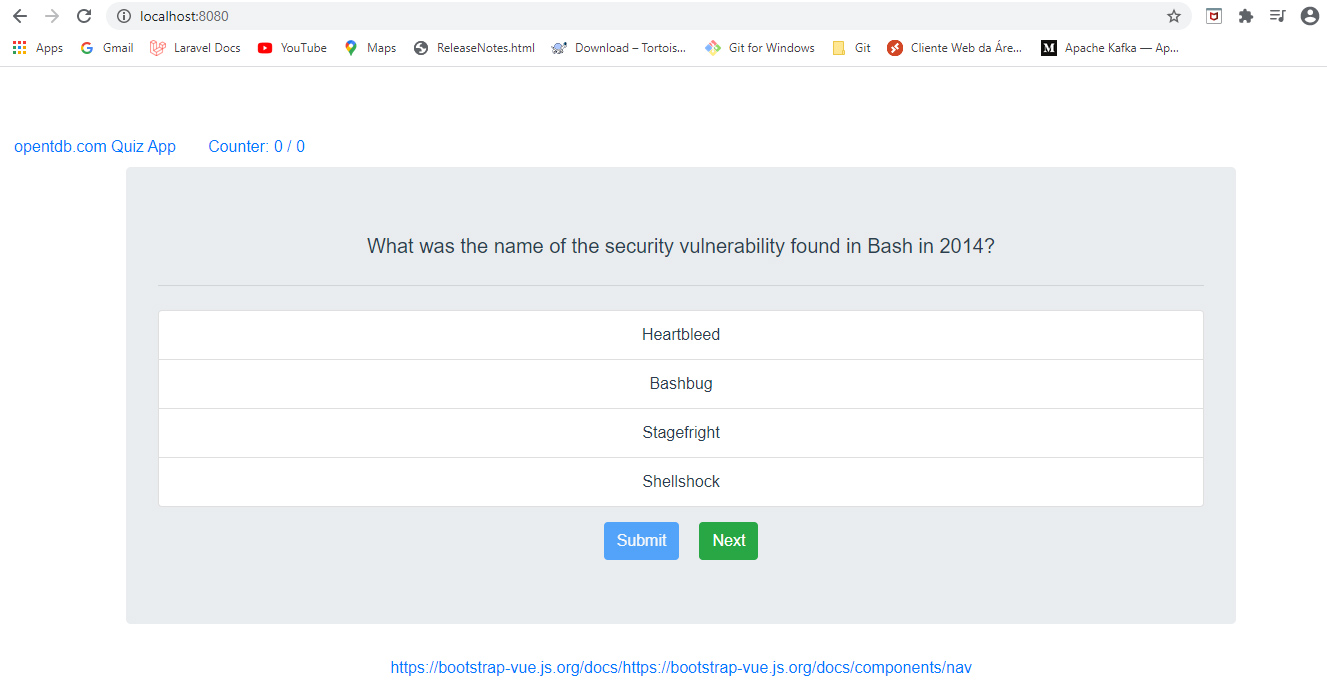 localhost:8080
Apps Gmail Laravel Docs YouTube Maps ReleaseNotes.html Download – Tortois... Git for Windows Git Cliente Web da Áre... M Apache Kafka — Ap...
opentdb.com Quiz App Counter: 0 / 0
What was the name of the security vulnerability found in Bash in 2014?
Heartbleed
Bashbug
Stagefright
Shellshock
Submit Next
https://bootstrap-vue.js.org/docs/https://bootstrap-vue.js.org/docs/components/nav